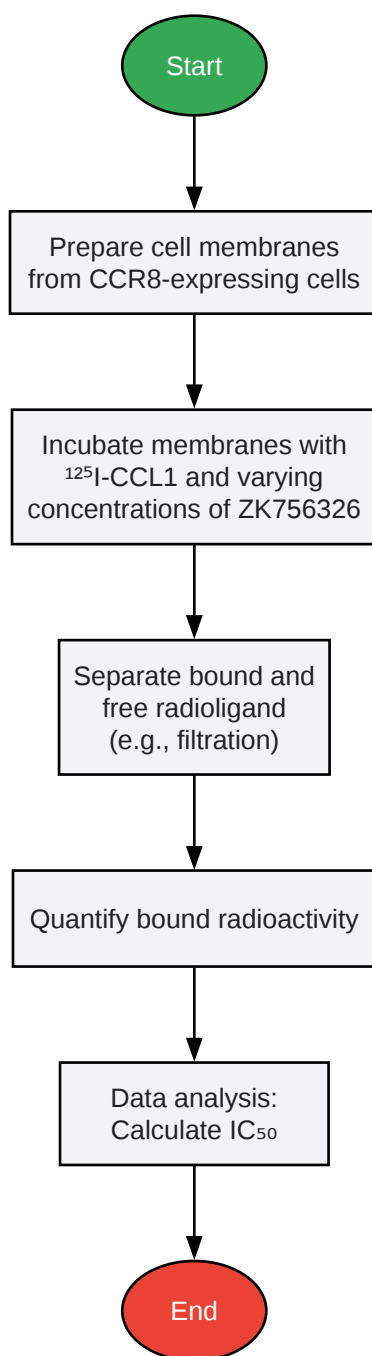 Start
Prepare cell membranes
from CCR8-expressing cells
Incubate membranes with
¹²⁵I-CCL1 and varying
concentrations of ZK756326
Separate bound and
free radioligand
(e.g., filtration)
Quantify bound radioactivity
Data analysis:
Calculate IC₅₀
End